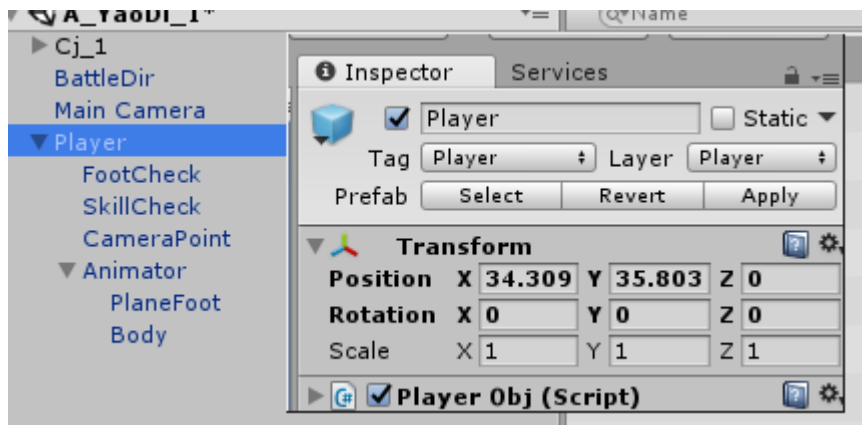 A_YaoDi_1*
Name
Cj_1
BattleDir
Main Camera
Player
FootCheck
SkillCheck
CameraPoint
Animator
PlaneFoot
Body
Inspector Services
Player Static
Tag Player Layer Player
Prefab Select Revert Apply
Transform
Position X 34.309 Y 35.803 Z 0
Rotation X 0 Y 0 Z 0
Scale X 1 Y 1 Z 1
Player Obj (Script)